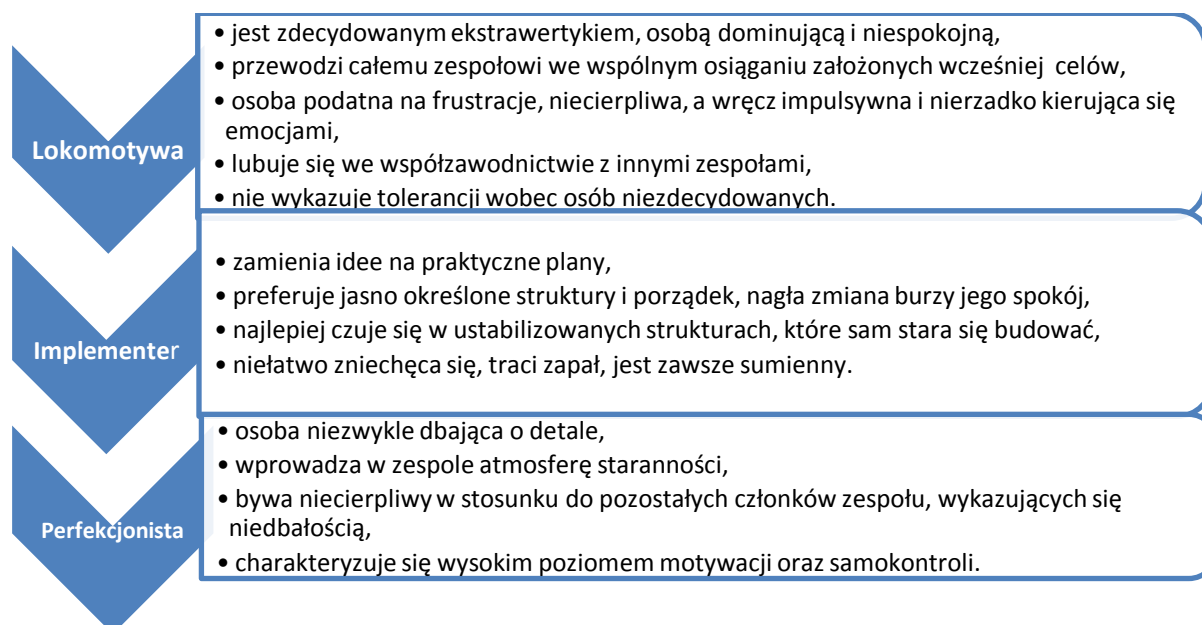 Lokomotywa
• jest zdecydowanym ekstrawertykiem, osobą dominującą i niespokojną,
• przewodzi całemu zespołowi we wspólnym osiąganiu założonych wcześniej celów,
• osoba podatna na frustracje, niecierpliwa, a wręcz impulsywna i nierzadko kierująca się
emocjami,
• lubuje się we współzawodnictwie z innymi zespołami,
• nie wykazuje tolerancji wobec osób niezdecydowanych.
Implementer
• zamienia idee na praktyczne plany,
• preferuje jasno określone struktury i porządek, nagła zmiana burzy jego spokój,
• najlepiej czuje się w ustabilizowanych strukturach, które sam stara się budować,
• niełatwo zniechęca się, traci zapał, jest zawsze sumienny.
Perfekcjonista
• osoba niezwykle dbająca o detale,
• wprowadza w zespole atmosferę staranności,
• bywa niecierpliwy w stosunku do pozostałych członków zespołu, wykazujących się
niedbałością,
• charakteryzuje się wysokim poziomem motywacji oraz samokontroli.